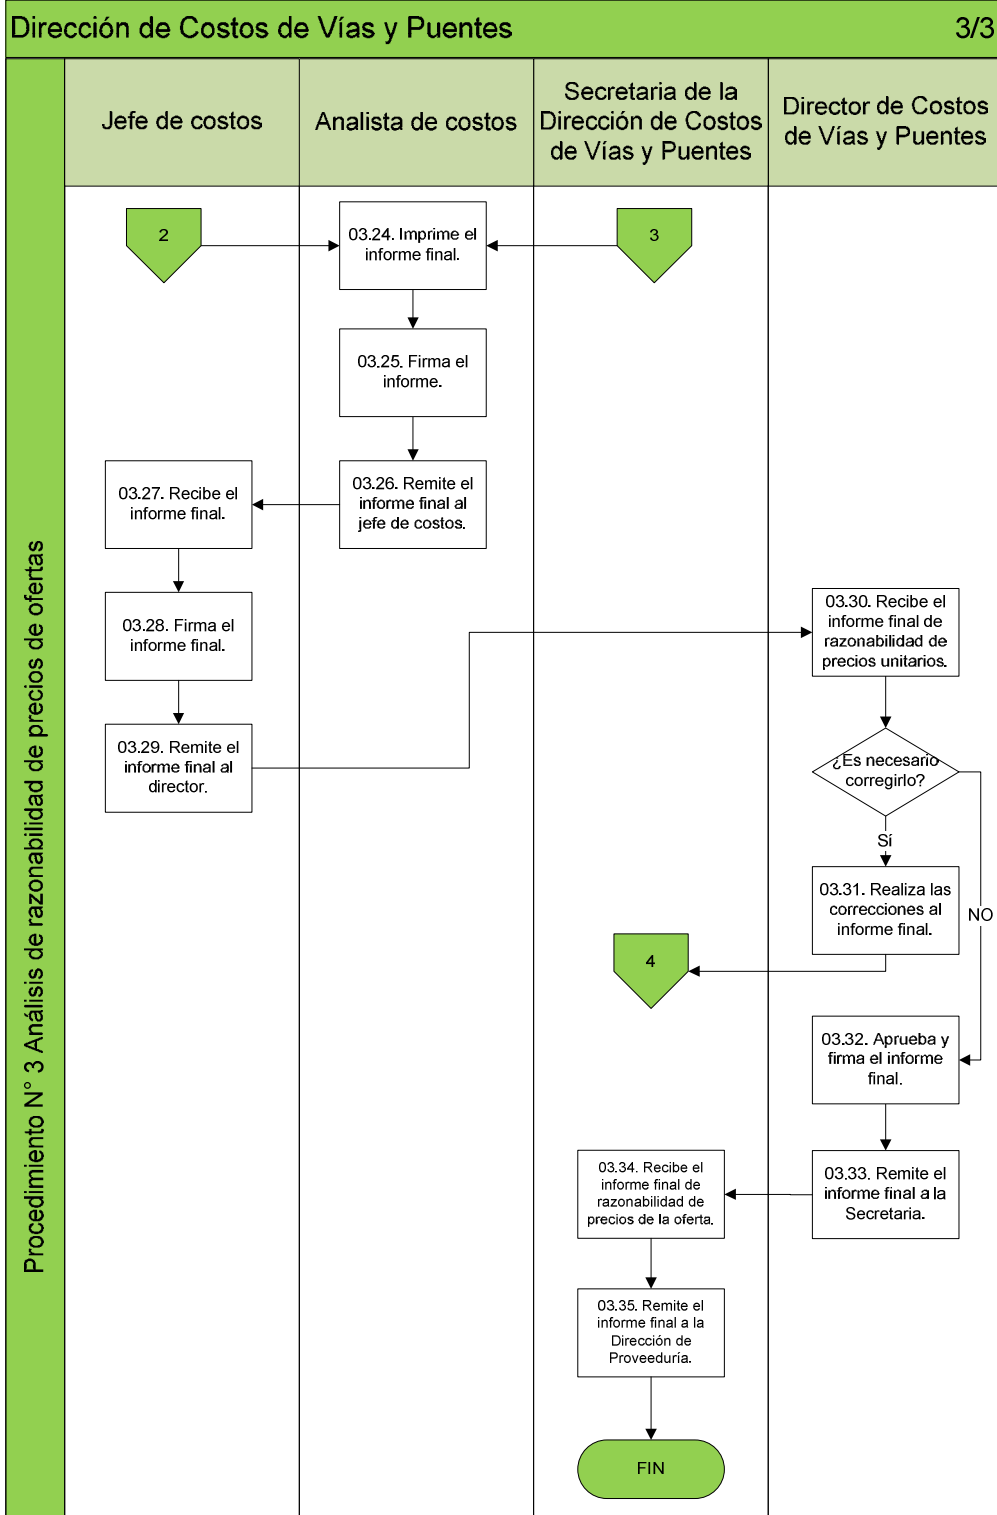 Dirección de Costos de Vías y Puentes 3/3
Procedimiento N° 3 Análisis de razonabilidad de precios de ofertas
Jefe de costos
Analista de costos
Secretaria de la
Dirección de Costos
de Vías y Puentes
Director de Costos
de Vías y Puentes
2
03.24. Imprime el
informe final.
3
03.25. Firma el
informe.
03.26. Remite el
informe final al
jefe de costos.
03.27. Recibe el
informe final.
03.28. Firma el
informe final.
03.29. Remite el
informe final al
director.
03.30. Recibe el
informe final de
razonabilidad de
precios unitarios.
¿Es necesario
corregirlo?
Sí
NO
03.31. Realiza las
correcciones al
informe final.
4
03.32. Aprueba y
firma el informe
final.
03.33. Remite el
informe final a la
Secretaria.
03.34. Recibe el
informe final de
razonabilidad de
precios de la oferta.
03.35. Remite el
informe final a la
Dirección de
Proveeduría.
FIN